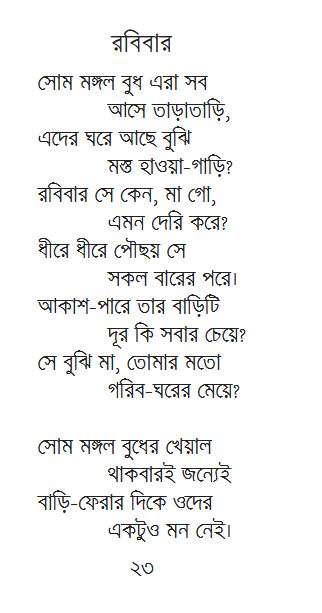 রবিবার
সোম মঙ্গল বুধ এরা সব
আসে তাড়াতাড়ি,
এদের ঘরে আছে বুঝি
মস্ত হাওয়া-গাড়ি?
রবিবার সে কেন, মা গো,
এমন দেরি করে?
ধীরে ধীরে পৌছয় সে
সকল বারের পরে।
আকাশ-পারে তার বাড়িটি
দূর কি সবার চেয়ে?
সে বুঝি মা, তোমার মতো
গরিব-ঘরের মেয়ে?
সোম মঙ্গল বুধের খেয়াল
থাকবারই জন্যেই
বাড়ি-ফেরার দিকে ওদের
একটুও মন নেই।
২৩